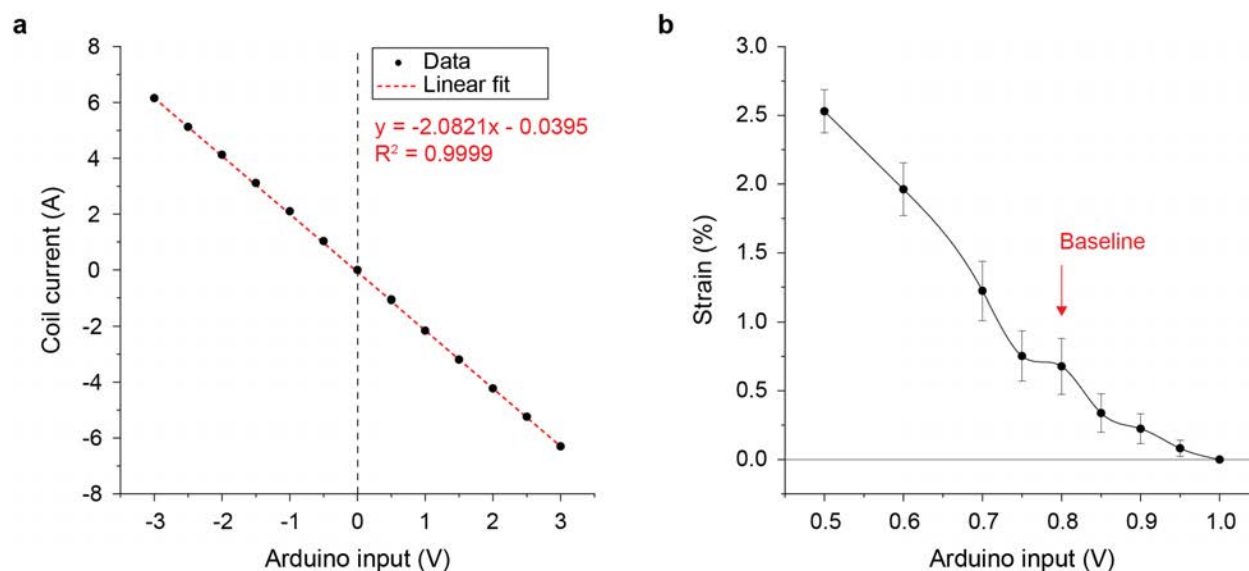 a
8
6
4
2
0
-2
-4
-6
-8
Coil current (A)
-3 -2 -1 0 1 2 3
Arduino input (V)
Data
Linear fit
y = -2.0821x - 0.0395
R² = 0.9999
b
3.0
2.5
2.0
1.5
1.0
0.5
0.0
Strain (%)
0.5 0.6 0.7 0.8 0.9 1.0
Arduino input (V)
Baseline